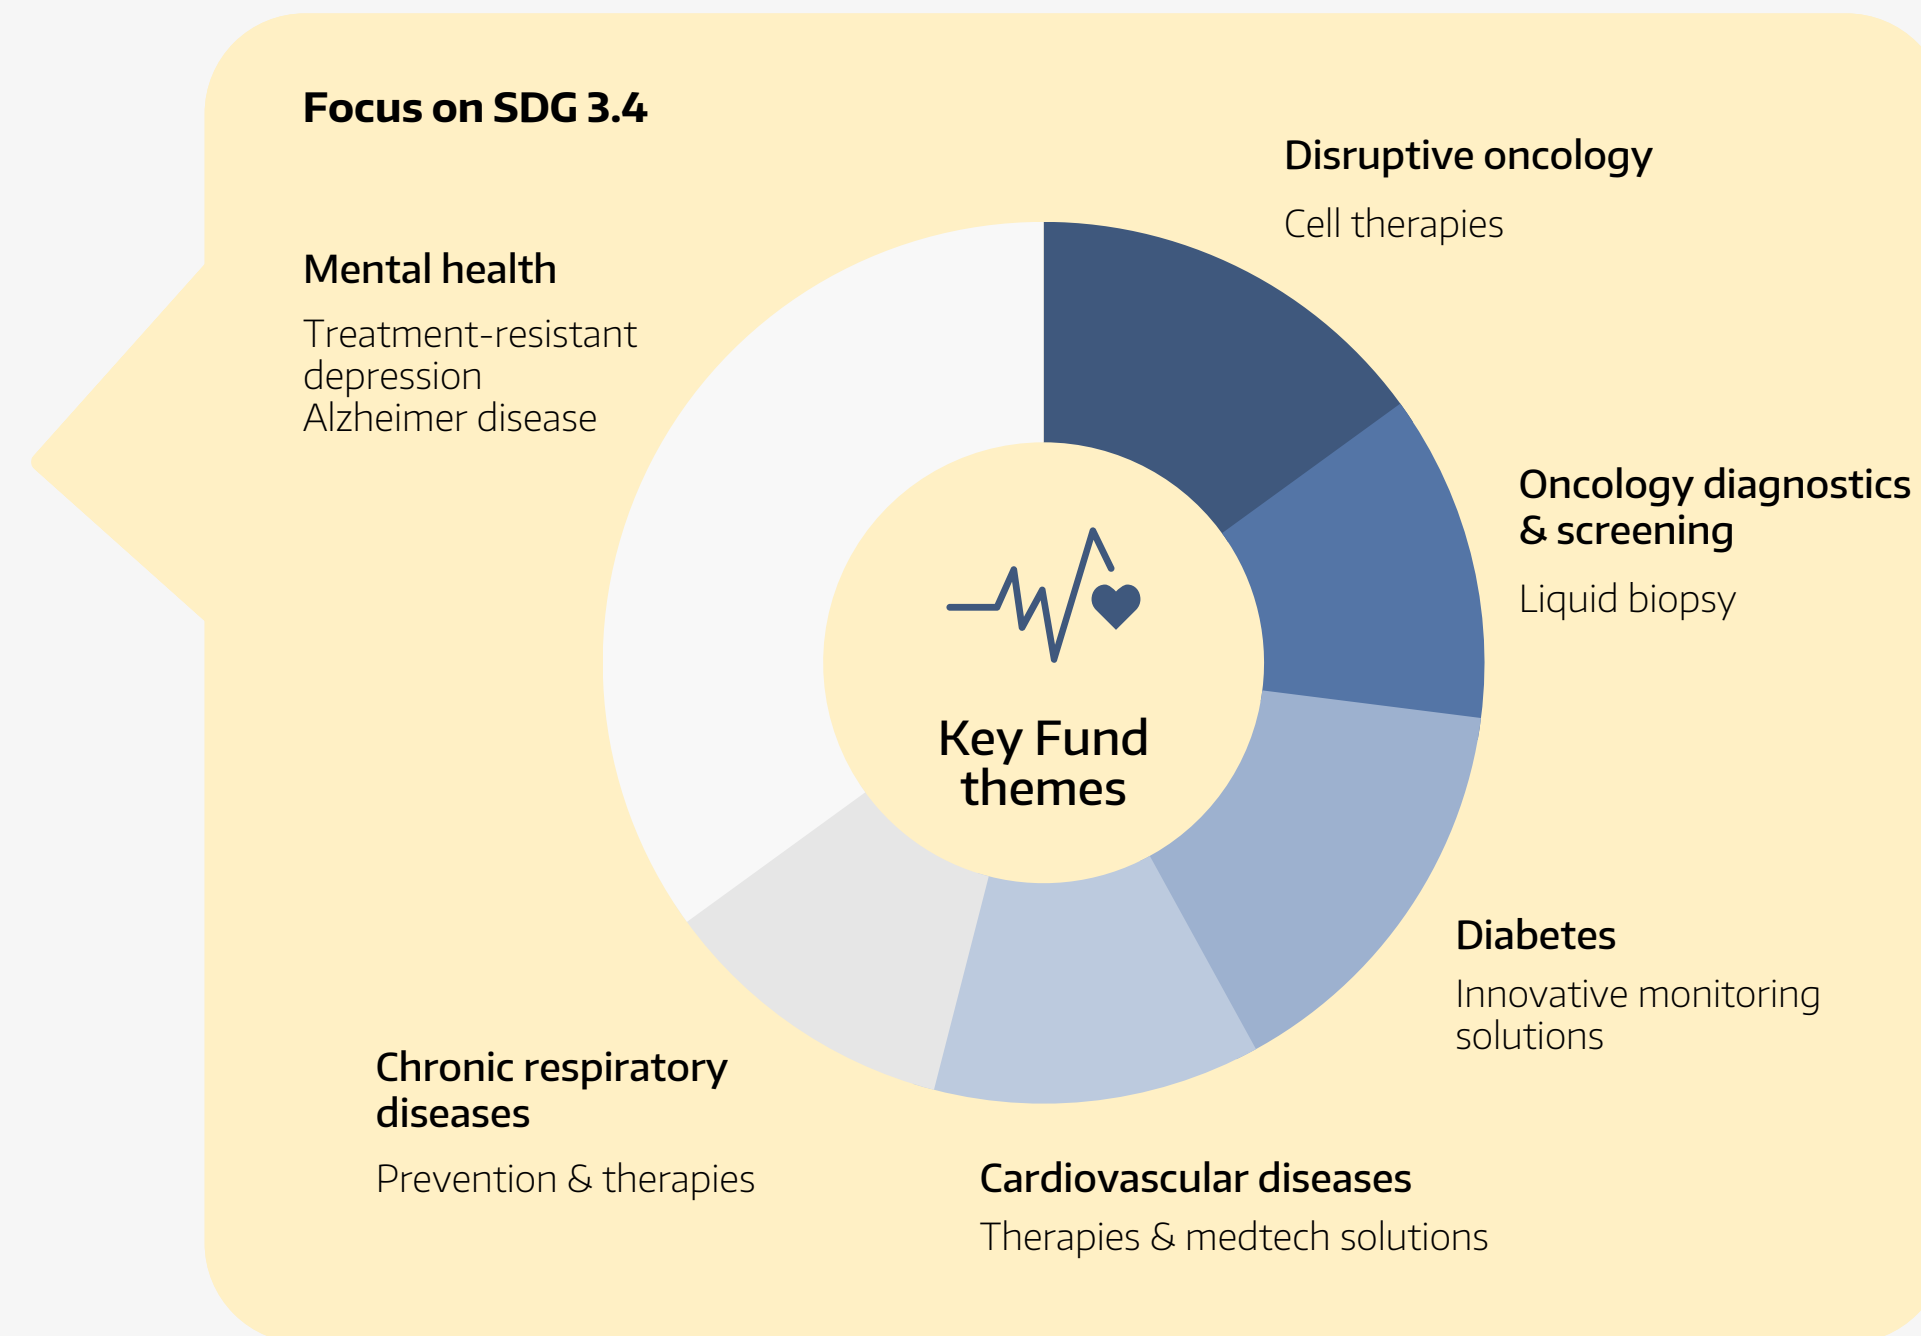 Focus on SDG 3.4
Disruptive oncology
Cell therapies
Mental health
Treatment-resistant
depression
Alzheimer disease
Oncology diagnostics
& screening
Liquid biopsy
Key Fund
themes
Diabetes
Innovative monitoring
solutions
Chronic respiratory
diseases
Prevention & therapies
Cardiovascular diseases
Therapies & medtech solutions